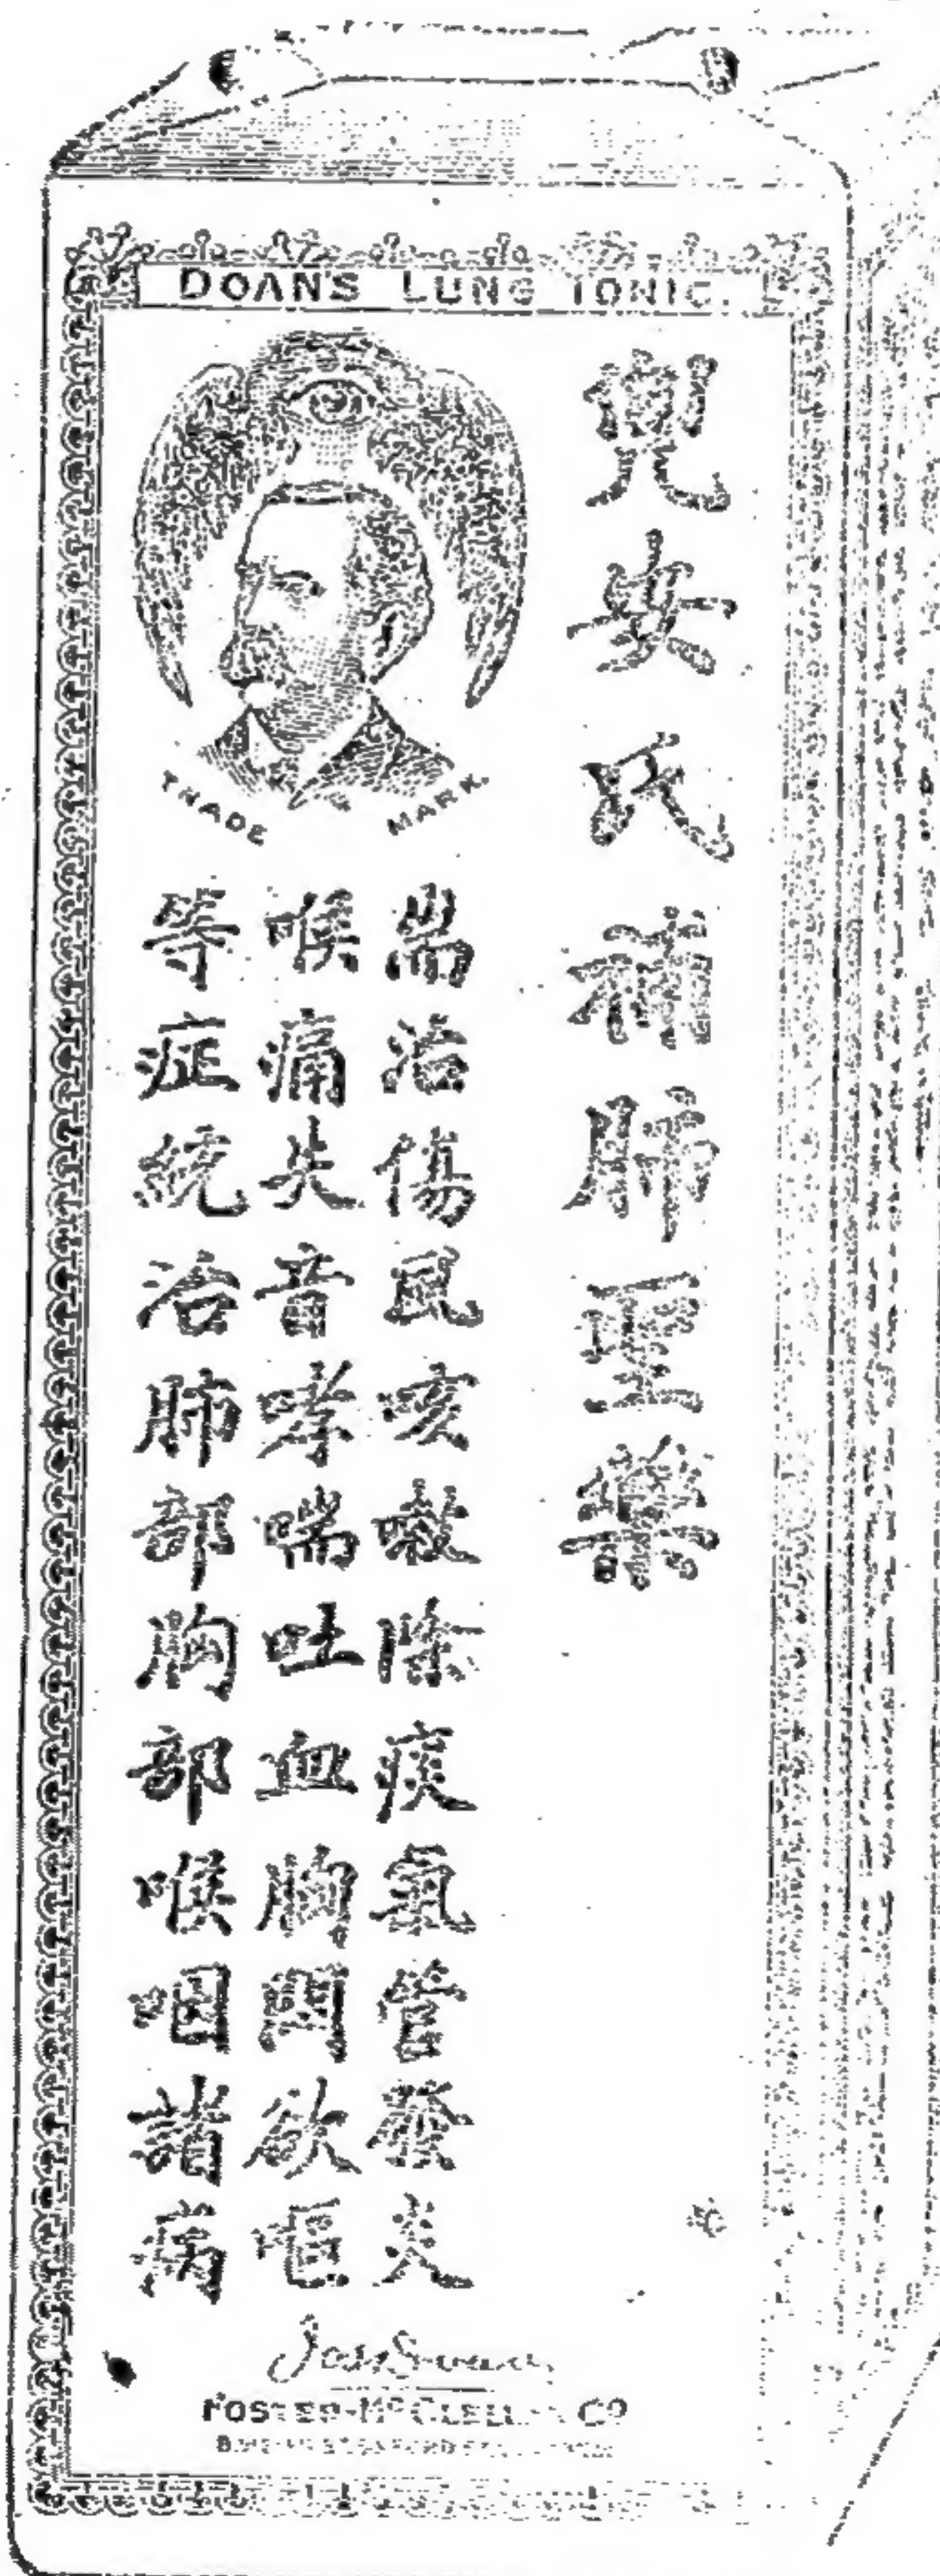 DOAN'S LUNG TONIC.
兜安氏補肺聖藥
TRADE MARK.
耑治傷風咳嗽除痰氣管發炎
喉痛失音哮喘吐血胸悶欲嘔
等症統治肺部胸部喉咽諸病
FOSTER-McCLELLAN Co